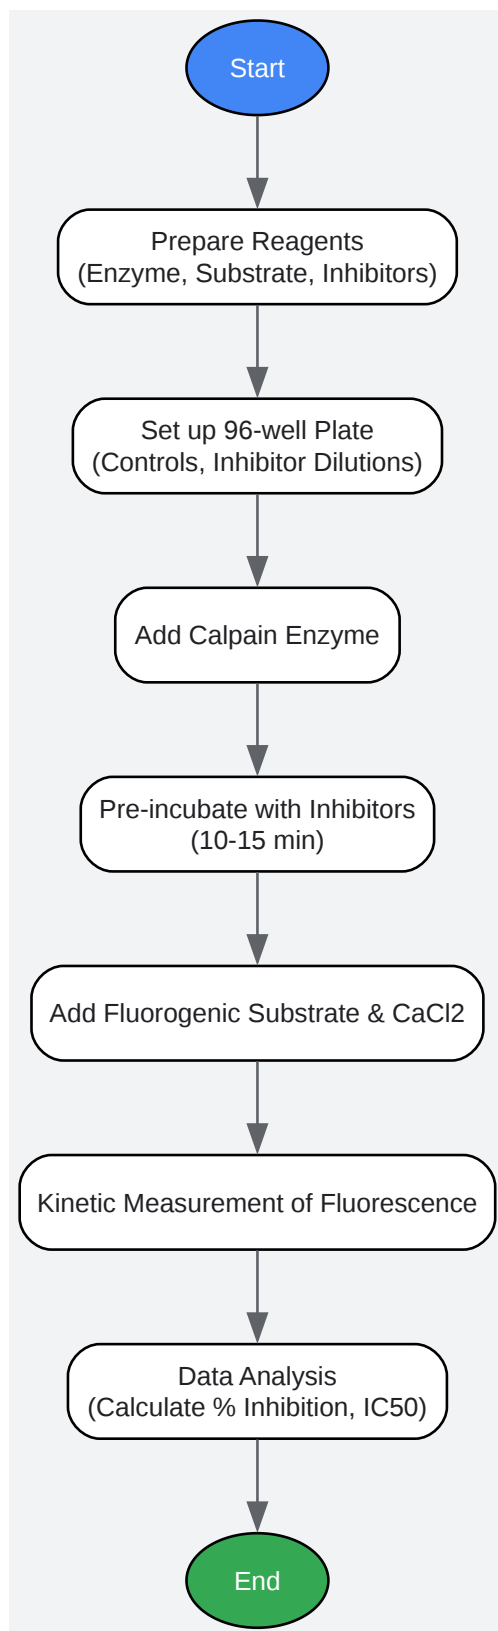 Start
Prepare Reagents
(Enzyme, Substrate, Inhibitors)
Set up 96-well Plate
(Controls, Inhibitor Dilutions)
Add Calpain Enzyme
Pre-incubate with Inhibitors
(10-15 min)
Add Fluorogenic Substrate & CaCl2
Kinetic Measurement of Fluorescence
Data Analysis
(Calculate % Inhibition, IC50)
End